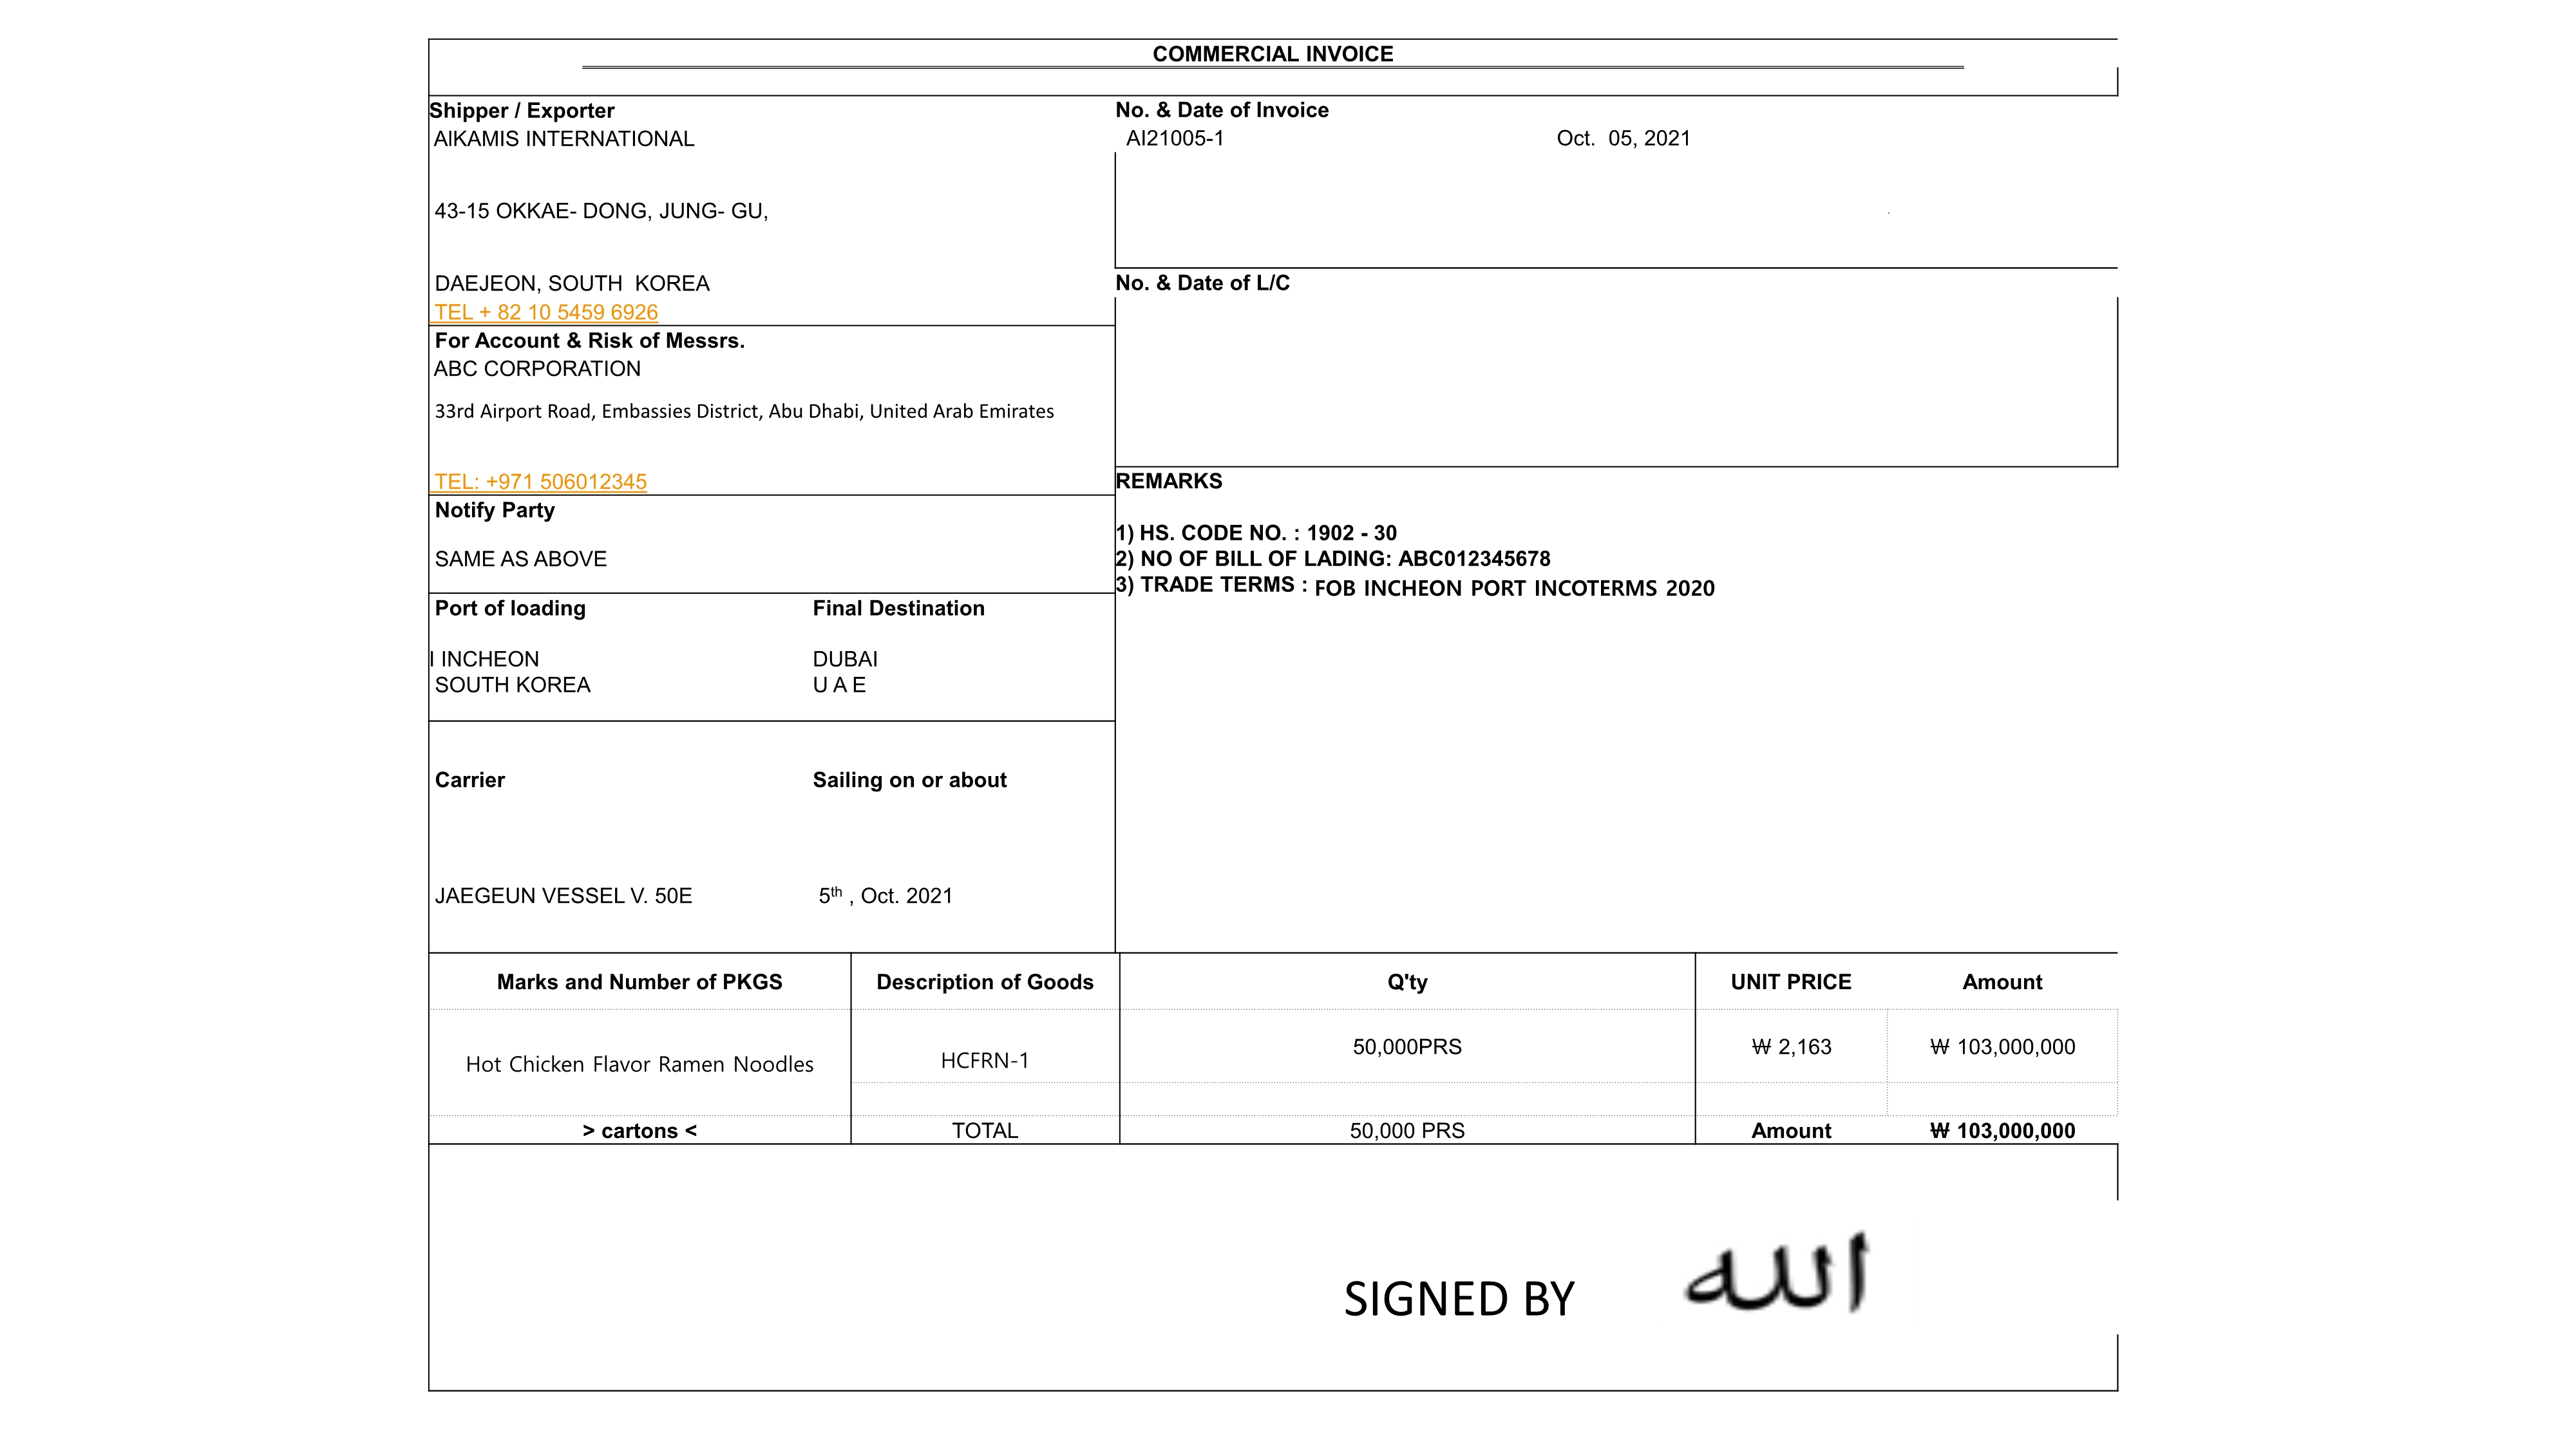 COMMERCIAL INVOICE
Shipper / Exporter
AIKAMIS INTERNATIONAL
43-15 OKKAE- DONG, JUNG- GU,
DAEJEON, SOUTH KOREA
TEL + 82 10 5459 6926
No. & Date of Invoice
AI21005-1 Oct. 05, 2021
No. & Date of L/C
For Account & Risk of Messrs.
ABC CORPORATION
33rd Airport Road, Embassies District, Abu Dhabi, United Arab Emirates
TEL: +971 506012345
Notify Party
SAME AS ABOVE
REMARKS
1) HS. CODE NO. : 1902 - 30
2) NO OF BILL OF LADING: ABC012345678
3) TRADE TERMS : FOB INCHEON PORT INCOTERMS 2020
Port of loading Final Destination
I INCHEON DUBAI
SOUTH KOREA U A E
Carrier Sailing on or about
JAEGEUN VESSEL V. 50E 5th , Oct. 2021
Marks and Number of PKGS Description of Goods Q'ty UNIT PRICE Amount
Hot Chicken Flavor Ramen Noodles HCFRN-1 50,000PRS ₩ 2,163 ₩ 103,000,000
> cartons < TOTAL 50,000 PRS Amount ₩ 103,000,000
SIGNED BY الله